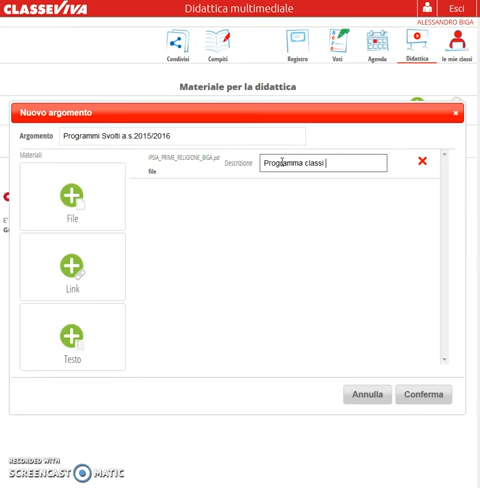 CLASSEVIVA
Didattica multimediale
Esci
ALESSANDRO BIGA
Condivisi
Compiti
Registro
Voti
Agenda
Didattica
le mie classi
Materiale per la didattica
Nuovo argomento
×
Argomento
Programmi Svolti a.s.2015/2016
Materiali
IPSIA_PRIME_RELIGIONE_BIGA.pd
file
Descrizione
Programma classi
File
Link
Testo
Annulla
Conferma
RECORDED WITH
SCREENCAST MATIC